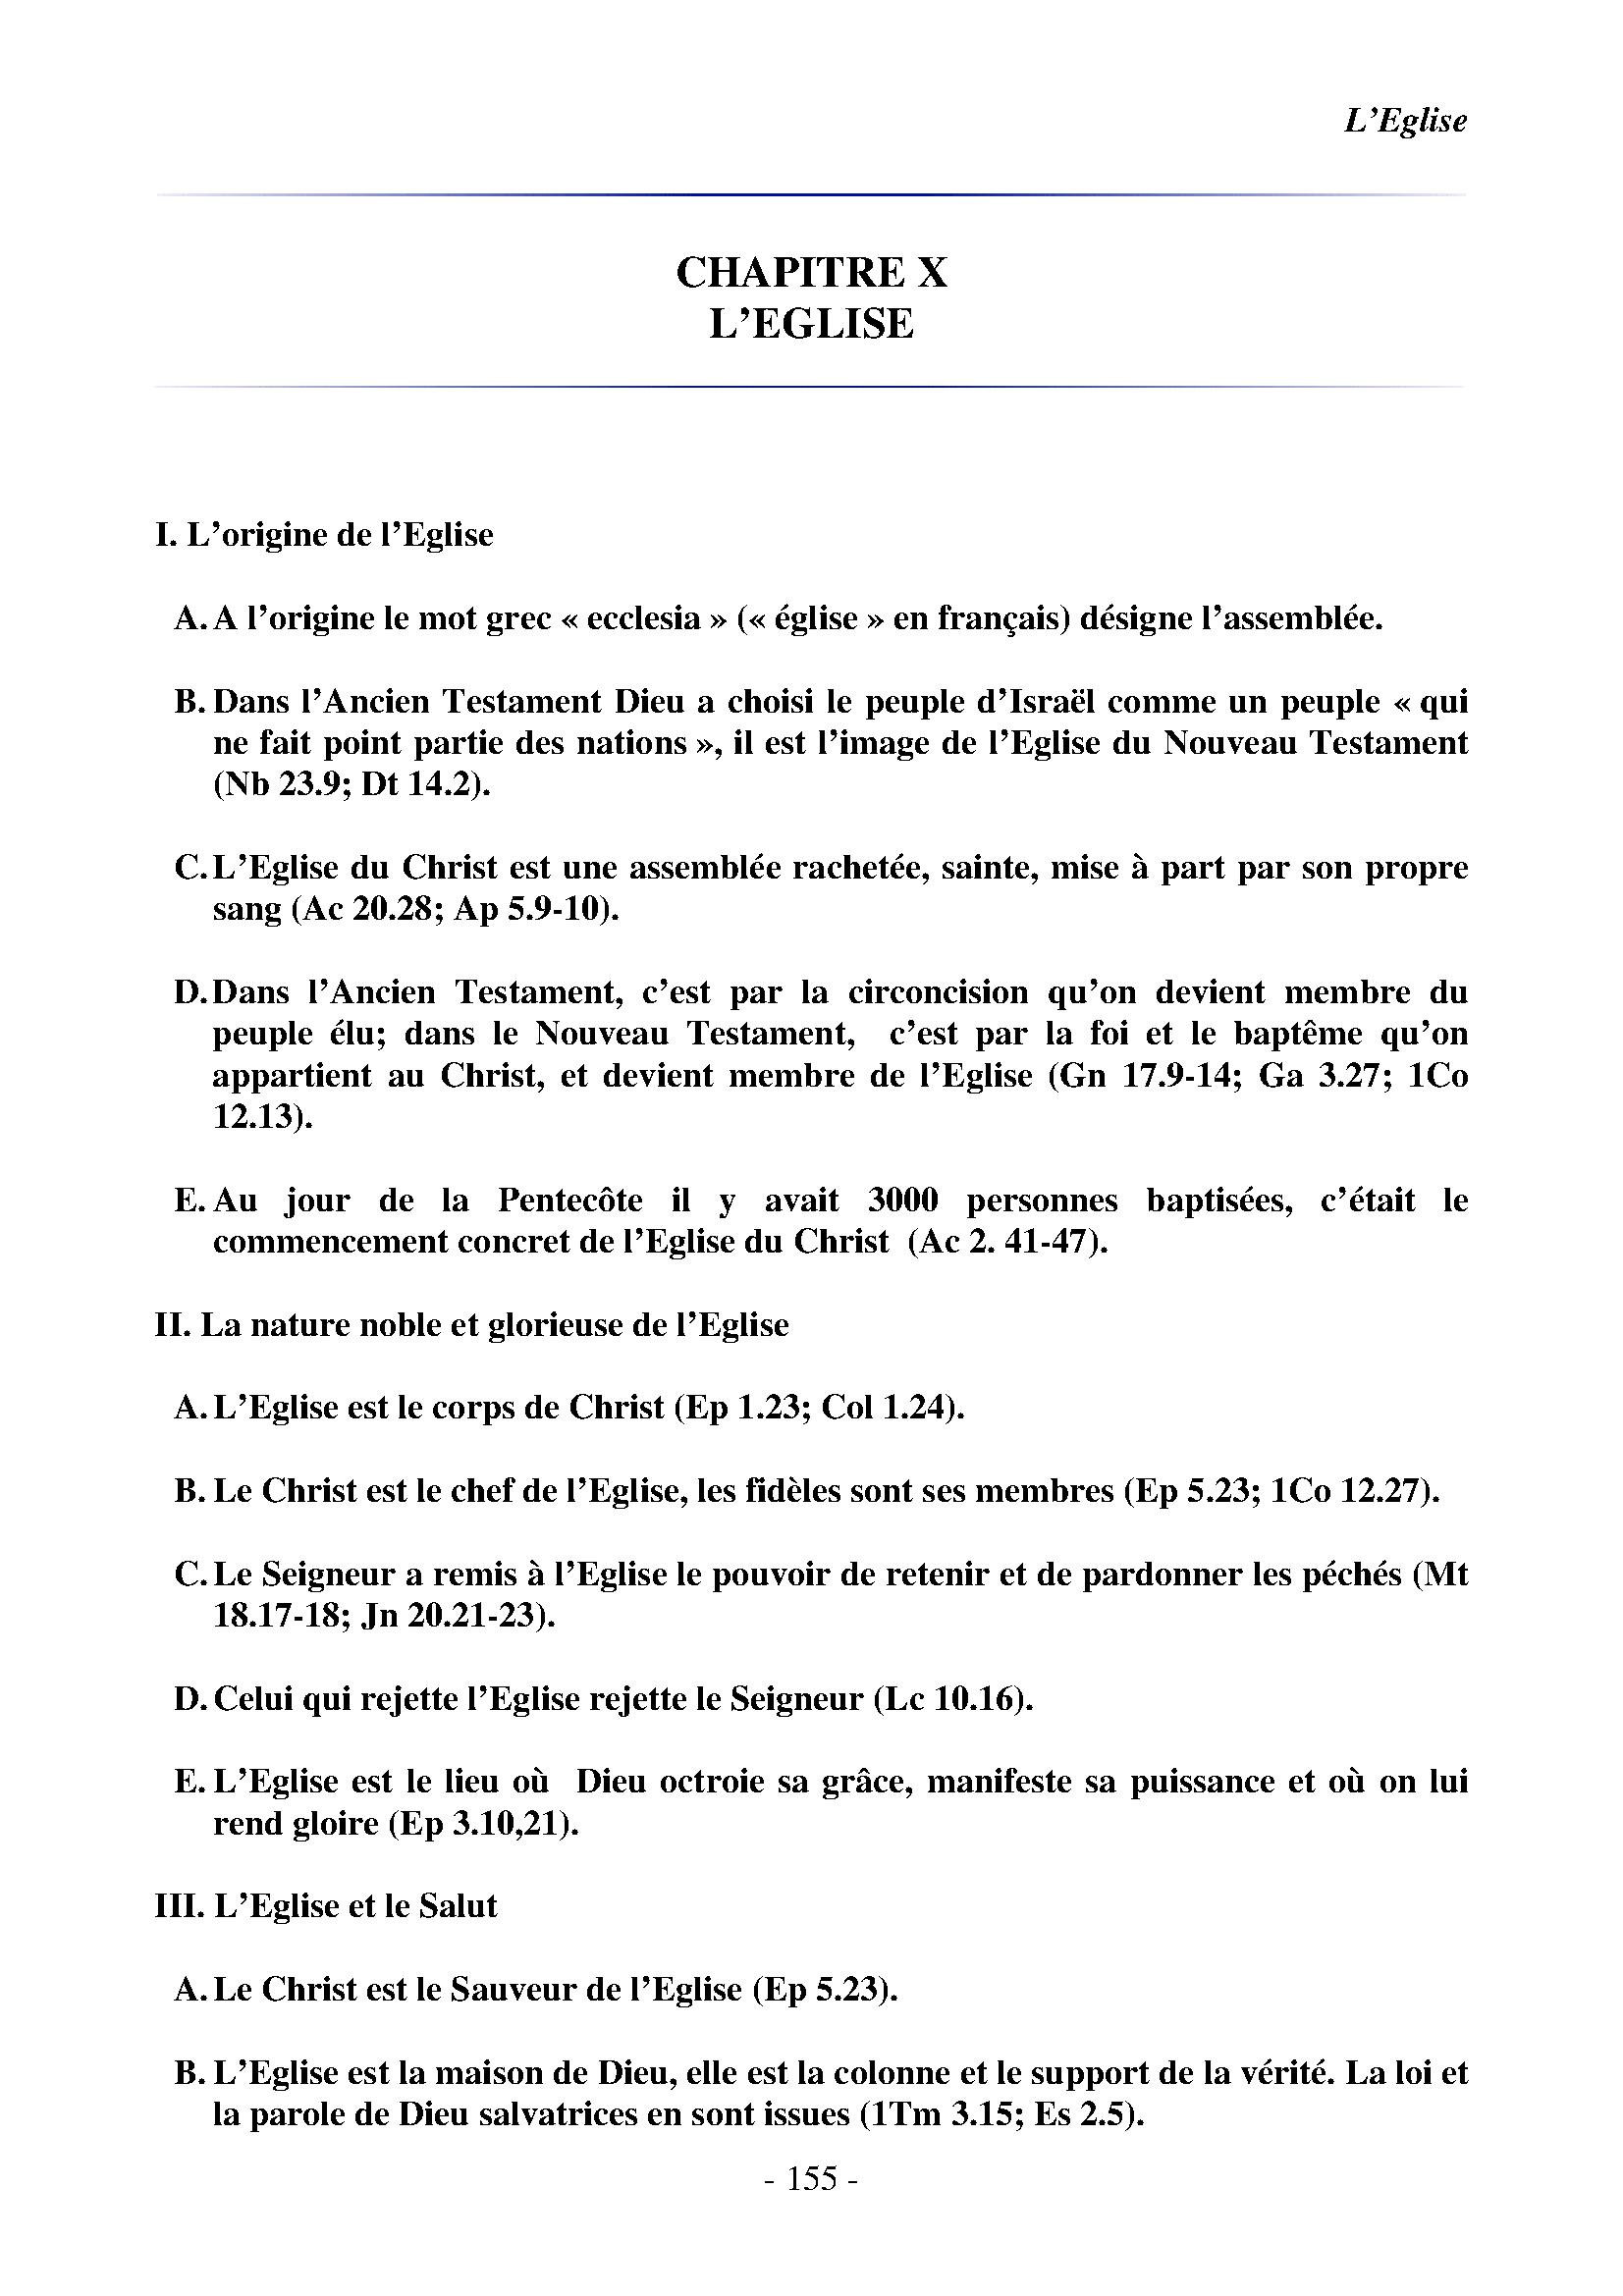 L’Eglise
CHAPITRE X
L’EGLISE
I. L’origine de l’Eglise
A. A l’origine le mot grec « ecclesia » (« église » en français) désigne l’assemblée.
B. Dans l’Ancien Testament Dieu a choisi le peuple d’Israël comme un peuple « qui
ne fait point partie des nations », il est l’image de l’Eglise du Nouveau Testament
(Nb 23.9; Dt 14.2).
C. L’Eglise du Christ est une assemblée rachetée, sainte, mise à part par son propre
sang (Ac 20.28; Ap 5.9-10).
D. Dans l’Ancien Testament, c’est par la circoncision qu’on devient membre du
peuple élu; dans le Nouveau Testament,  c’est par la foi et le baptême qu’on
appartient au Christ, et devient membre de l’Eglise (Gn 17.9-14; Ga 3.27; 1Co
12.13).
E. Au jour de la Pentecôte il y avait 3000 personnes baptisées, c’était le
commencement concret de l’Eglise du Christ  (Ac 2. 41-47).
II. La nature noble et glorieuse de l’Eglise
A. L’Eglise est le corps de Christ (Ep 1.23; Col 1.24).
B. Le Christ est le chef de l’Eglise, les fidèles sont ses membres (Ep 5.23; 1Co 12.27).
C. Le Seigneur a remis à l’Eglise le pouvoir de retenir et de pardonner les péchés (Mt
18.17-18; Jn 20.21-23).
D. Celui qui rejette l’Eglise rejette le Seigneur (Lc 10.16).
E. L’Eglise est le lieu où  Dieu octroie sa grâce, manifeste sa puissance et où on lui
rend gloire (Ep 3.10,21).
III. L’Eglise et le Salut
A. Le Christ est le Sauveur de l’Eglise (Ep 5.23).
B. L’Eglise est la maison de Dieu, elle est la colonne et le support de la vérité. La loi et
la parole de Dieu salvatrices en sont issues (1Tm 3.15; Es 2.5).
- 155 -